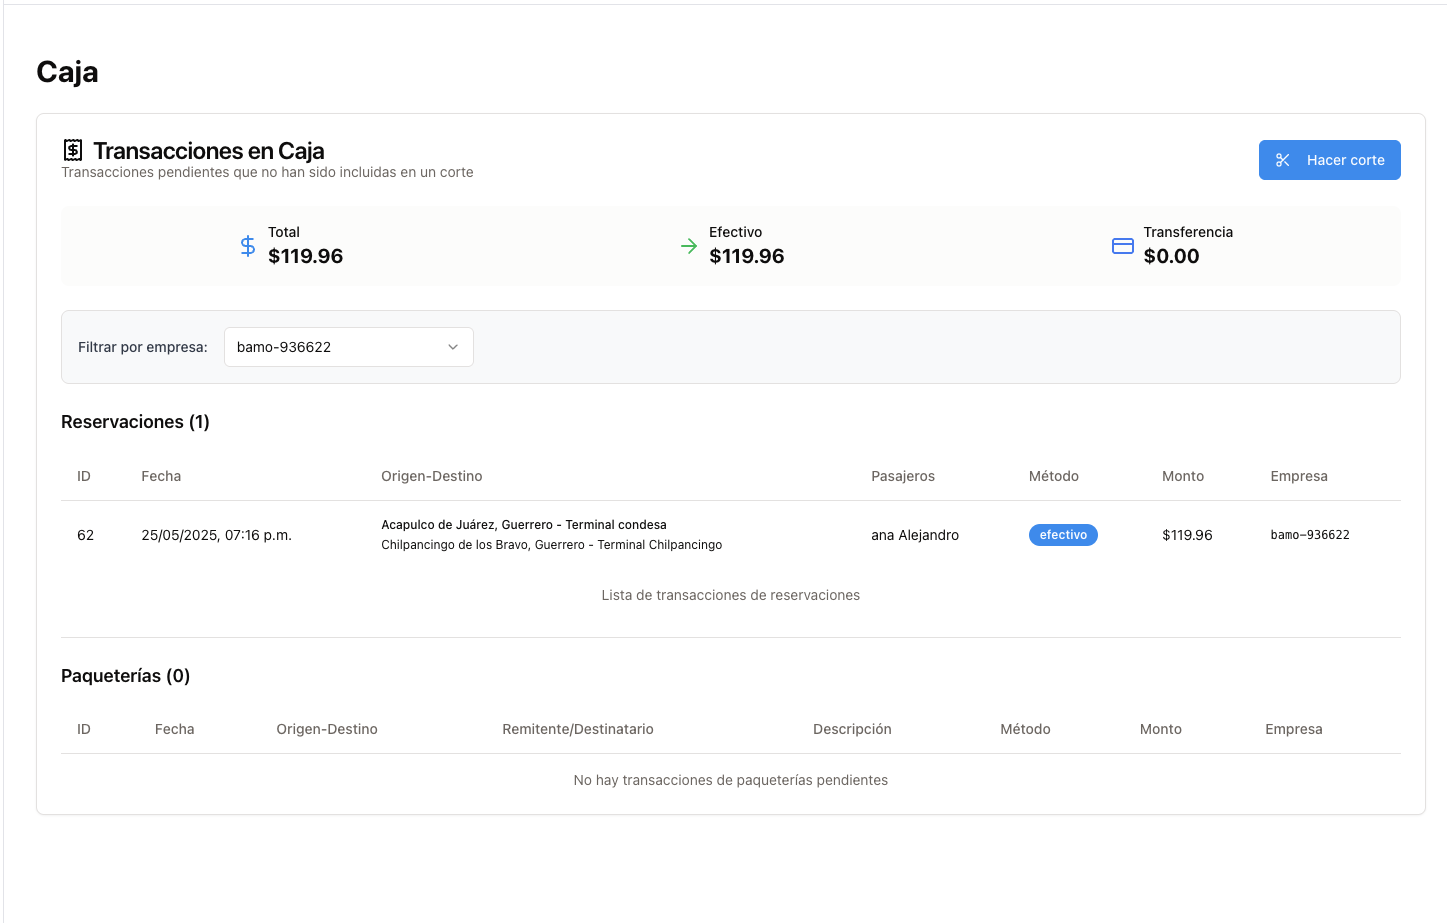 Caja
Transacciones en Caja
Transacciones pendientes que no han sido incluidas en un corte
Hacer corte
Total
$119.96
Efectivo
$119.96
Transferencia
$0.00
Filtrar por empresa: bamo-936622
Reservaciones (1)
ID Fecha Origen-Destino Pasajeros Método Monto Empresa
62 25/05/2025, 07:16 p.m. Acapulco de Juárez, Guerrero - Terminal condesa
Chilpancingo de los Bravo, Guerrero - Terminal Chilpancingo
ana Alejandro efectivo $119.96 bamo-936622
Lista de transacciones de reservaciones
Paqueterías (0)
ID Fecha Origen-Destino Remitente/Destinatario Descripción Método Monto Empresa
No hay transacciones de paqueterías pendientes